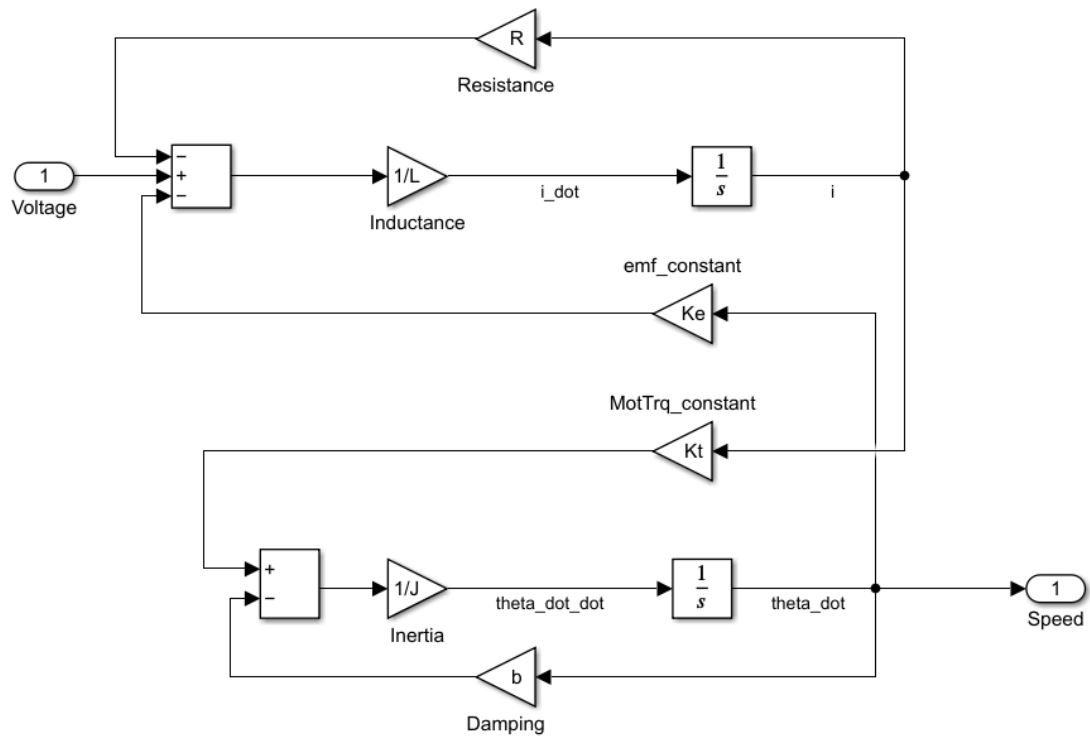 R
Resistance
−
+
−
1
Voltage
1/L
Inductance
i_dot
1
s
i
emf_constant
Ke
MotTrq_constant
Kt
+
−
1/J
Inertia
theta_dot_dot
1
s
theta_dot
1
Speed
b
Damping